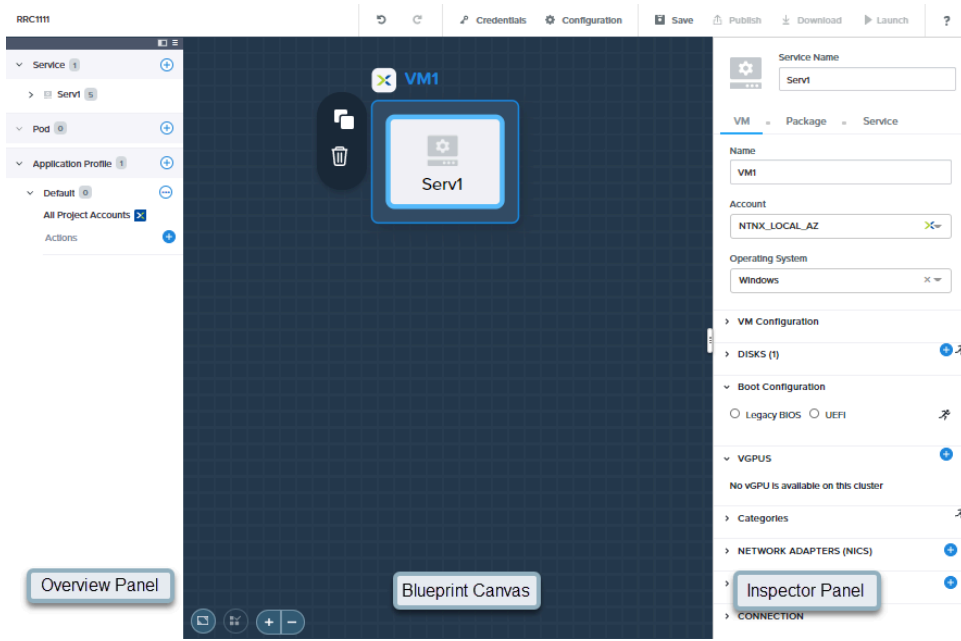 RRC1111
Credentials
Configuration
Save
Publish
Download
Launch
?
Service 1
Serv1 5
Pod 0
Application Profile 1
Default 0
All Project Accounts
Actions
VM1
Serv1
Service Name
Serv1
VM
Package
Service
Name
VM1
Account
NTNX_LOCAL_AZ
Operating System
Windows
VM Configuration
DISKS (1)
Boot Configuration
Legacy BIOS
UEFI
VGPUS
No vGPU is available on this cluster
Categories
NETWORK ADAPTERS (NICS)
CONNECTION
Overview Panel
Blueprint Canvas
Inspector Panel